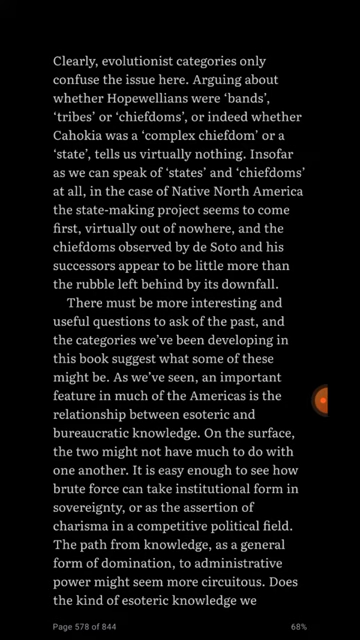 Clearly, evolutionist categories only
confuse the issue here. Arguing about
whether Hopewellians were ‘bands’,
‘tribes’ or ‘chiefdoms’, or indeed whether
Cahokia was a ‘complex chiefdom’ or a
‘state’, tells us virtually nothing. Insofar
as we can speak of ‘states’ and ‘chiefdoms’
at all, in the case of Native North America
the state-making project seems to come
first, virtually out of nowhere, and the
chiefdoms observed by de Soto and his
successors appear to be little more than
the rubble left behind by its downfall.
There must be more interesting and
useful questions to ask of the past, and
the categories we’ve been developing in
this book suggest what some of these
might be. As we’ve seen, an important
feature in much of the Americas is the
relationship between esoteric and
bureaucratic knowledge. On the surface,
the two might not have much to do with
one another. It is easy enough to see how
brute force can take institutional form in
sovereignty, or as the assertion of
charisma in a competitive political field.
The path from knowledge, as a general
form of domination, to administrative
power might seem more circuitous. Does
the kind of esoteric knowledge we
Page 578 of 844 68%